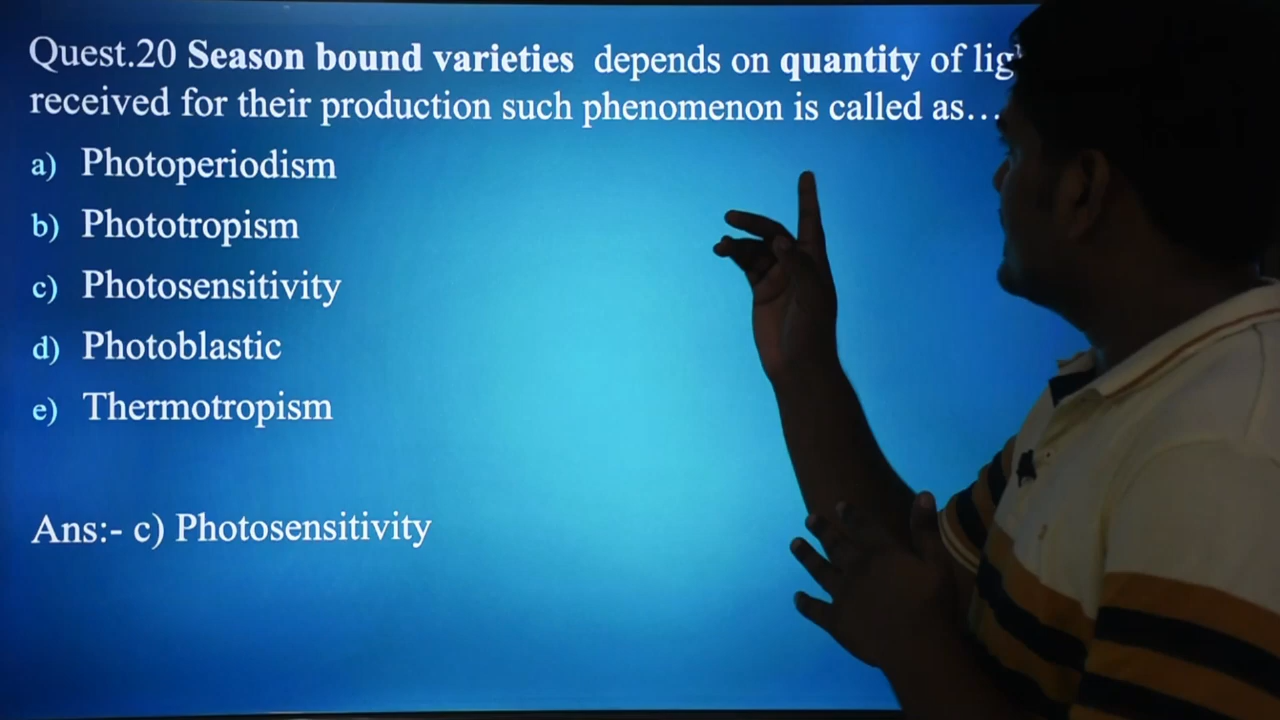 Quest.20 Season bound varieties depends on quantity of
received for their production such phenomenon is called as…
a) Photoperiodism
b) Phototropism
c) Photosensitivity
d) Photoblastic
e) Thermotropism
Ans:- c) Photosensitivity